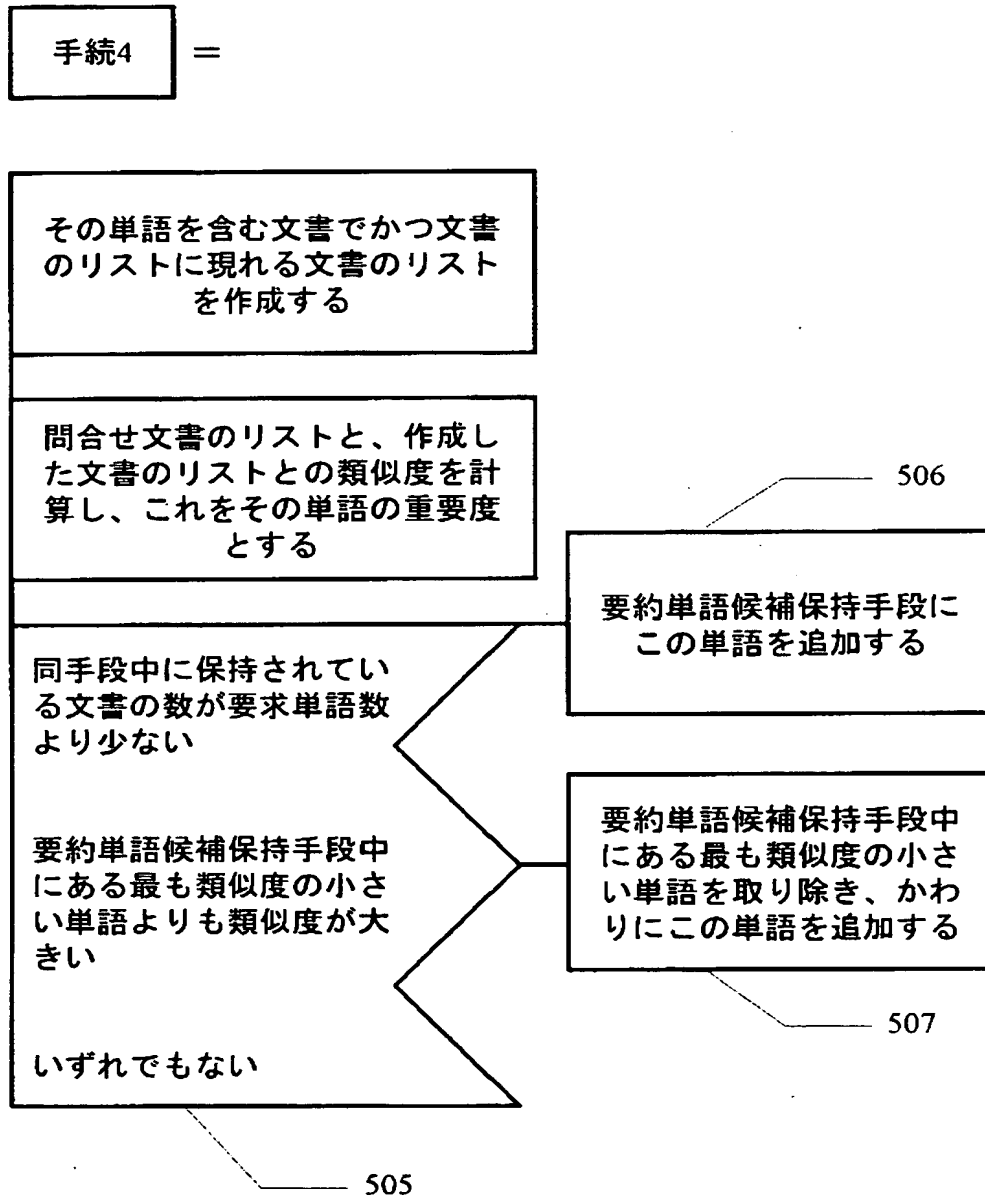 手続4 =
その単語を含む文書でかつ文書
のリストに現れる文書のリスト
を作成する
問合せ文書のリストと、作成し
た文書のリストとの類似度を計
算し、これをその単語の重要度
とする
同手段中に保持されてい
る文書の数が要求単語数
より少ない
要約単語候補保持手段中
にある最も類似度の小さ
い単語よりも類似度が大
きい
いずれでもない
505
506
要約単語候補保持手段に
この単語を追加する
要約単語候補保持手段中
にある最も類似度の小さ
い単語を取り除き、かわ
りにこの単語を追加する
507